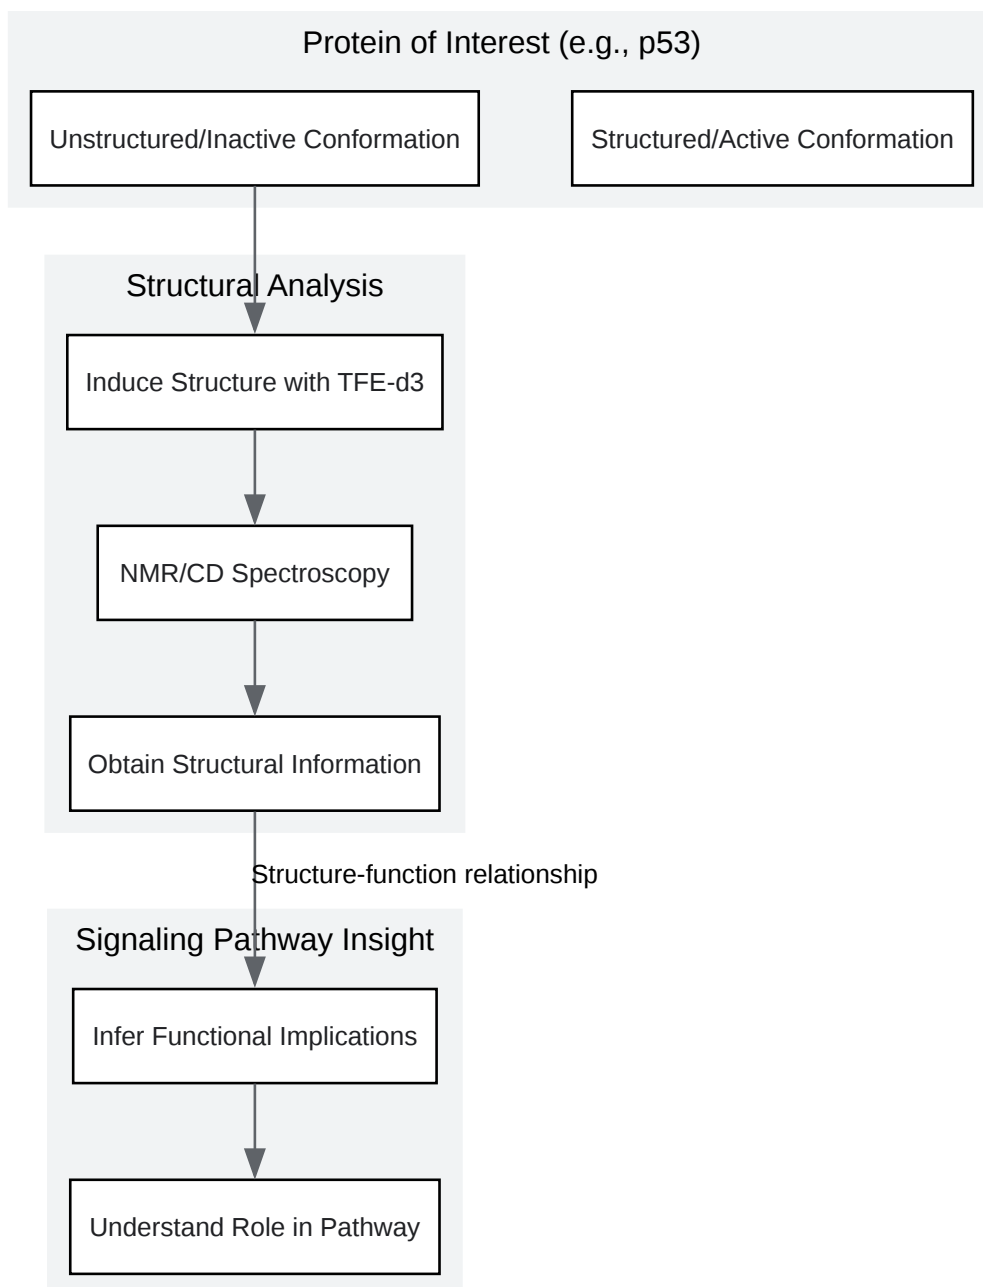 Protein of Interest (e.g., p53)
Unstructured/Inactive Conformation
Structured/Active Conformation
Structural Analysis
Induce Structure with TFE-d3
NMR/CD Spectroscopy
Obtain Structural Information
Structure-function relationship
Signaling Pathway Insight
Infer Functional Implications
Understand Role in Pathway